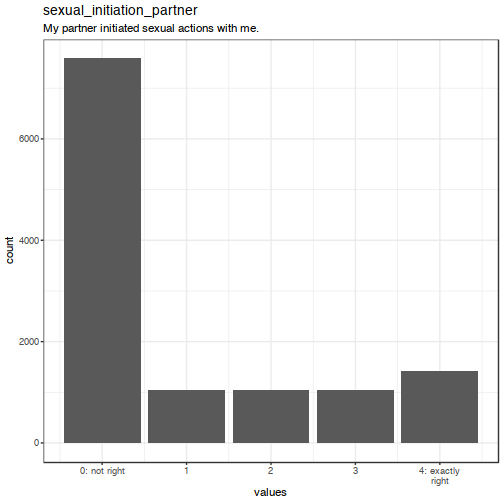 sexual_initiation_partner
My partner initiated sexual actions with me.
count
6000
4000
2000
0
0: not right
1
2
3
4: exactly
right
values